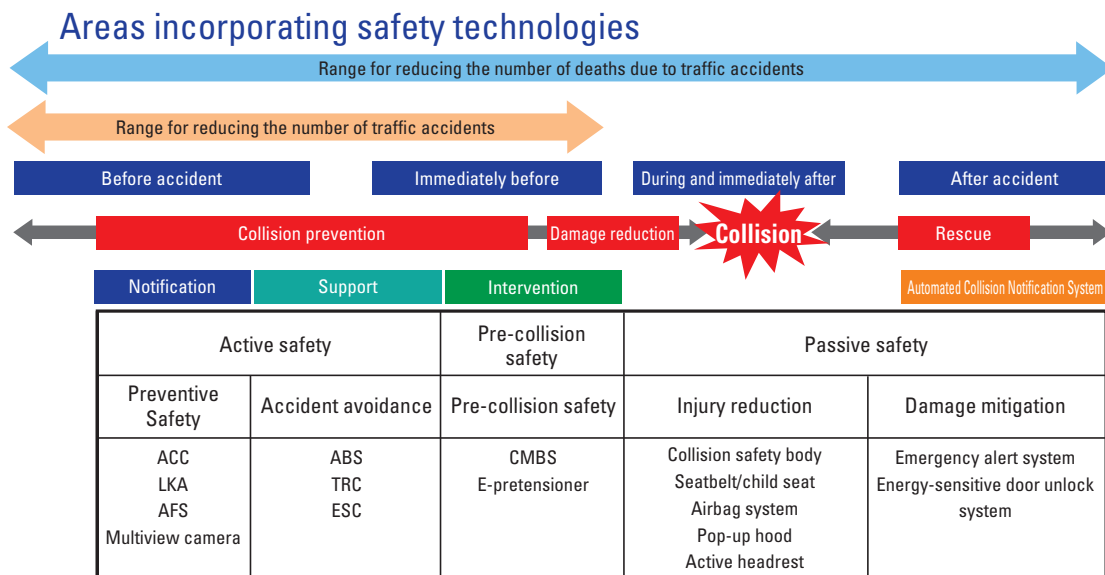 Areas incorporating safety technologies
Range for reducing the number of deaths due to traffic accidents
Range for reducing the number of traffic accidents
Before accident
Immediately before
During and immediately after
After accident
Collision prevention
Damage reduction
Collision
Rescue
Notification
Support
Intervention
Automated Collision Notification System
Active safety
Pre-collision
safety
Passive safety
Preventive
Safety
Accident avoidance
Pre-collision safety
Injury reduction
Damage mitigation
ACC
LKA
AFS
Multiview camera
ABS
TRC
ESC
CMBS
E-pretensioner
Collision safety body
Seatbelt/child seat
Airbag system
Pop-up hood
Active headrest
Emergency alert system
Energy-sensitive door unlock
system